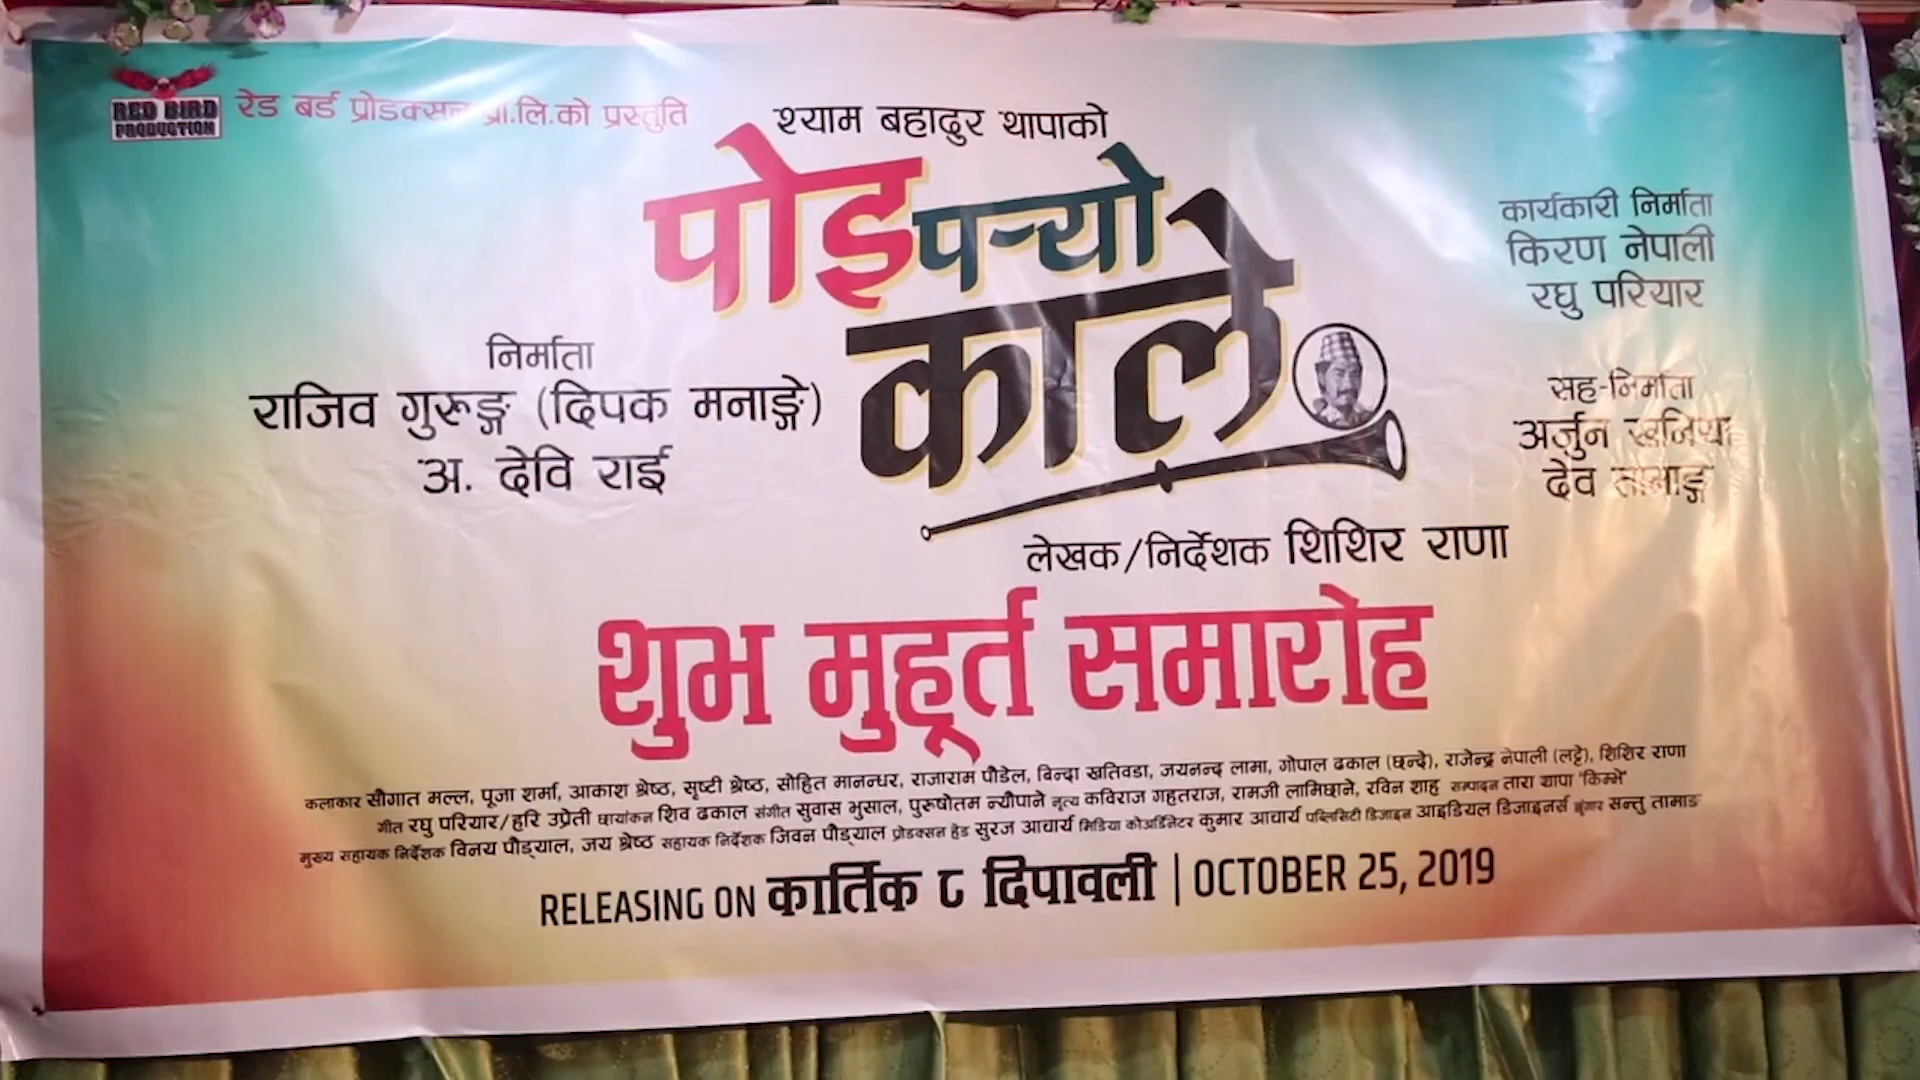 RED BIRD
PRODUCTION
रेड बर्ड प्रोडक्सन प्रा.लि.को प्रस्तुति
श्याम बहादुर थापाको
पोइ पऱ्यो
काले
निर्माता
राजिव गुरूङ्ग (दिपक मनाङ्गे)
अ. देवि राई
कार्यकारी निर्माता
किरण नेपाली
रघु परियार
सह-निर्माता
अर्जुन खनिया
देव तामाङ्ग
लेखक/निर्देशक शिशिर राणा
शुभ मुहूर्त समारोह
कलाकार सौगात मल्ल, पूजा शर्मा, आकाश श्रेष्ठ, सृष्टी श्रेष्ठ, सोहित मानन्धर, राजाराम पौडेल, बिन्दा खतिवडा, जयनन्द लामा, गोपाल ढकाल (छन्दे), राजेन्द्र नेपाली (लट्टे), शिशिर राणा
गीत रघु परियार/हरि उप्रेती छायांकन शिव ढकाल संगीत सुवास भुसाल, पुरूषोतम न्यौपाने नृत्य कविराज गहतराज, रामजी लामिछाने, रविन शाह सम्पादन तारा थापा 'किम्भे'
मुख्य सहायक निर्देशक विनय पौड्याल, जय श्रेष्ठ सहायक निर्देशक जिवन पौड्याल प्रोडक्सन हेड सुरज आचार्य मिडिया कोअर्डिनेटर कुमार आचार्य पब्लिसिटी डिजाइन आइडियल डिजाइनर्स श्रृंगार सन्तु तामाङ
RELEASING ON कार्तिक ८ दिपावली | OCTOBER 25, 2019